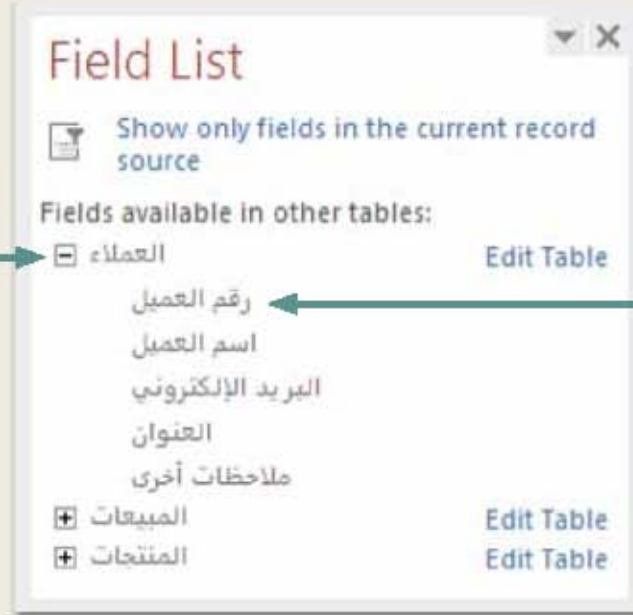 Field List
Show only fields in the current record
source
Fields available in other tables:
العملاء Edit Table
رقم العميل
اسم العميل
البريد الإلكتروني
العنوان
ملاحظات أخرى
المبيعات Edit Table
المنتجات Edit Table